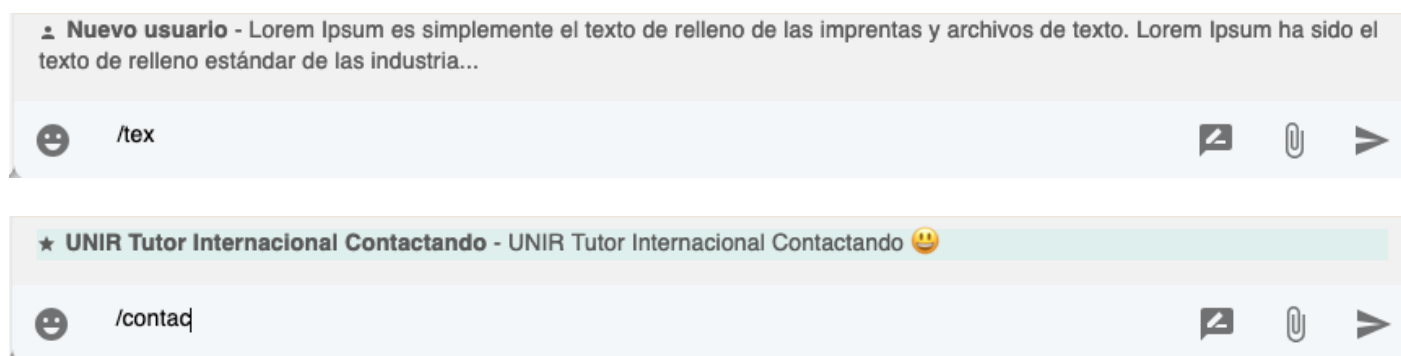 Nuevo usuario - Lorem Ipsum es simplemente el texto de relleno de las imprentas y archivos de texto. Lorem Ipsum ha sido el
texto de relleno estándar de las industria...
/tex
UNIR Tutor Internacional Contactando - UNIR Tutor Internacional Contactando 😃
/contac